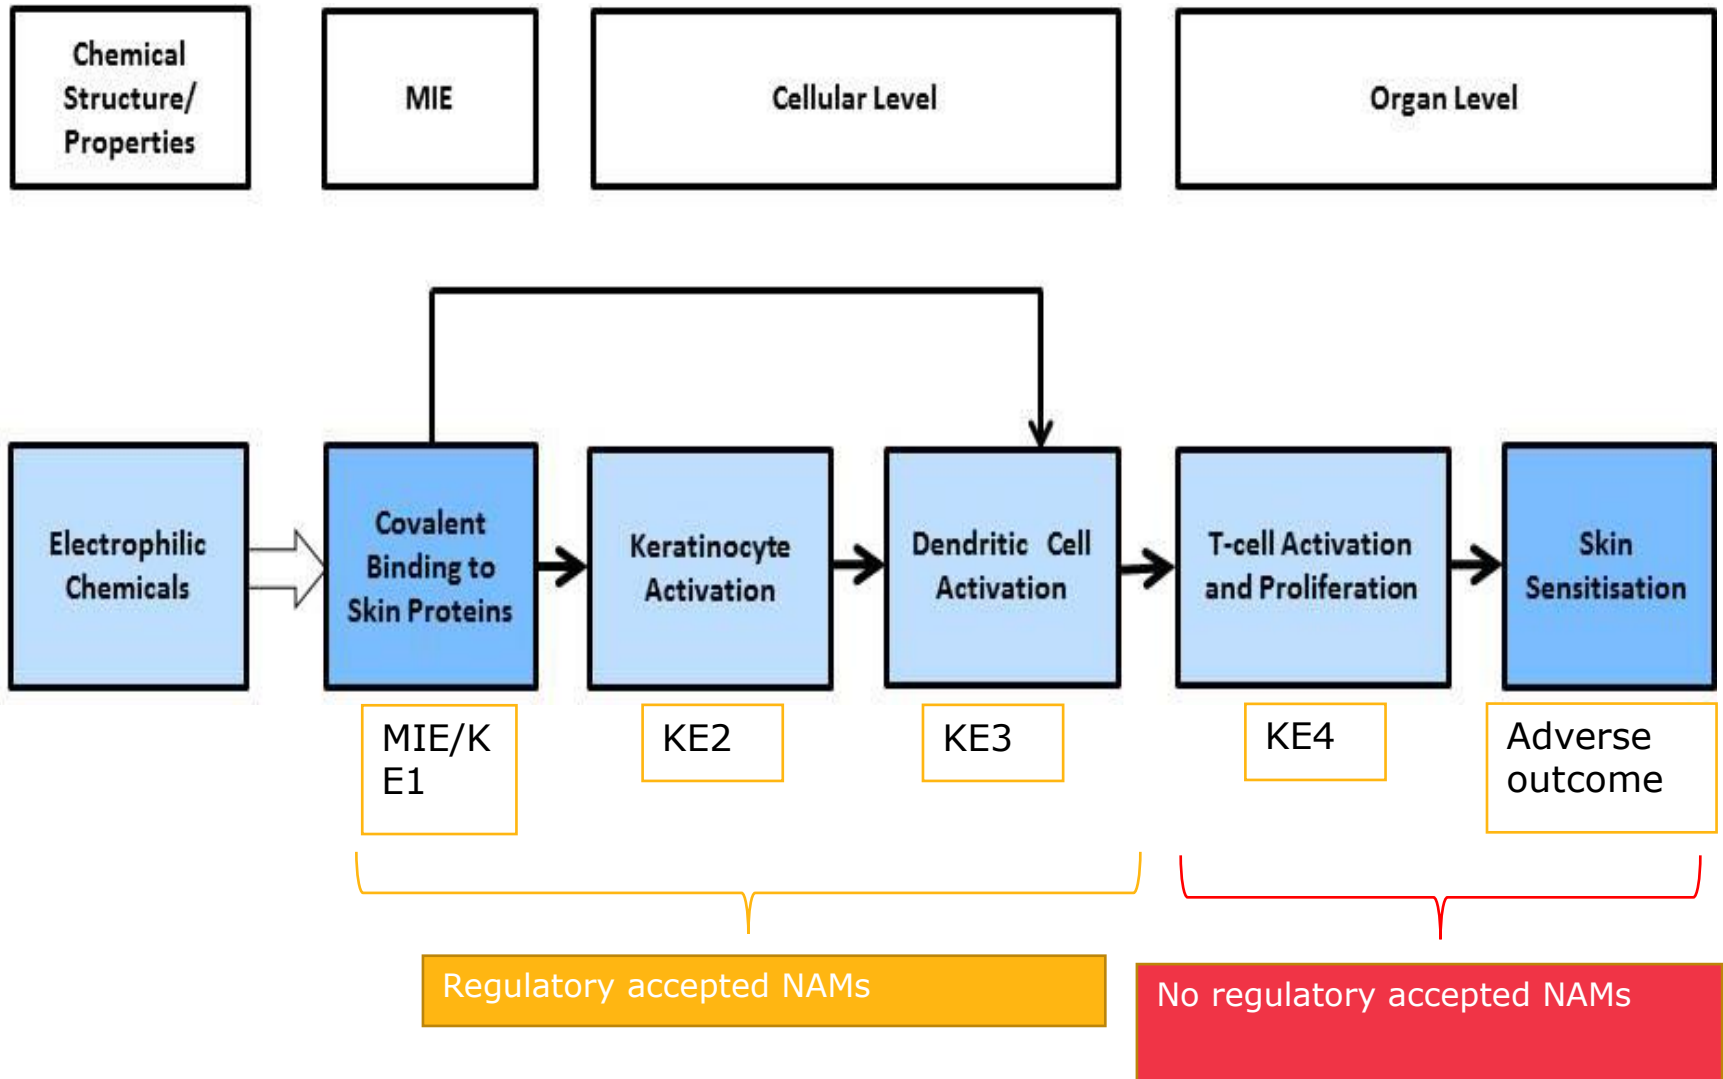 Chemical
Structure/
Properties
MIE
Cellular Level
Organ Level
Electrophilic
Chemicals
Covalent
Binding to
Skin Proteins
Keratinocyte
Activation
Dendritic Cell
Activation
T-cell Activation
and Proliferation
Skin
Sensitisation
MIE/K
E1
KE2
KE3
KE4
Adverse
outcome
Regulatory accepted NAMs
No regulatory accepted NAMs